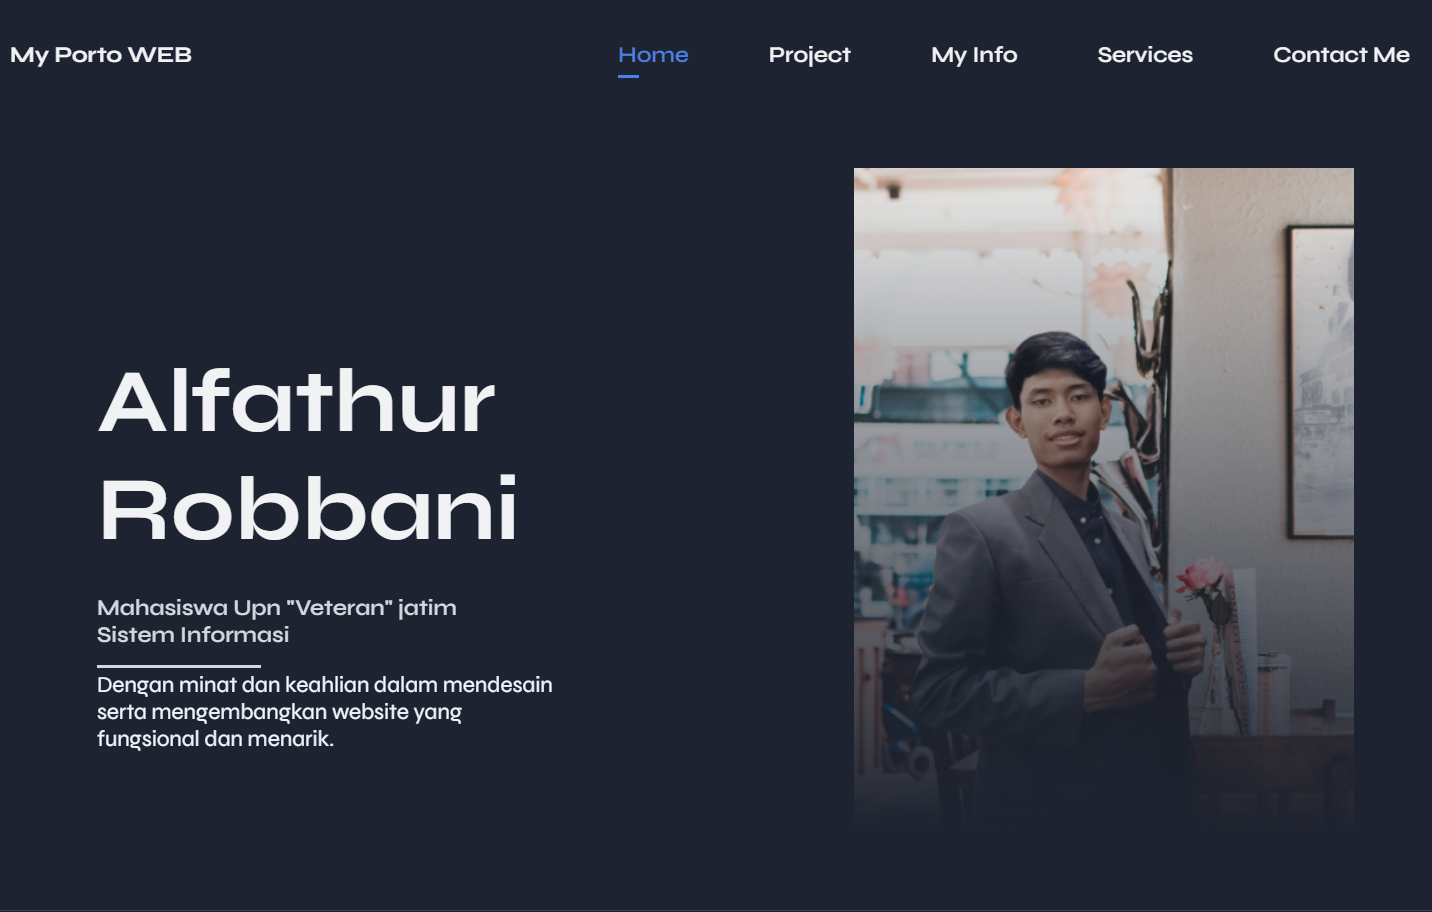 My Porto WEB
Home
Project
My Info
Services
Contact Me
Alfathur
Robbani
Mahasiswa Upn "Veteran" jatim
Sistem Informasi
Dengan minat dan keahlian dalam mendesain
serta mengembangkan website yang
fungsional dan menarik.